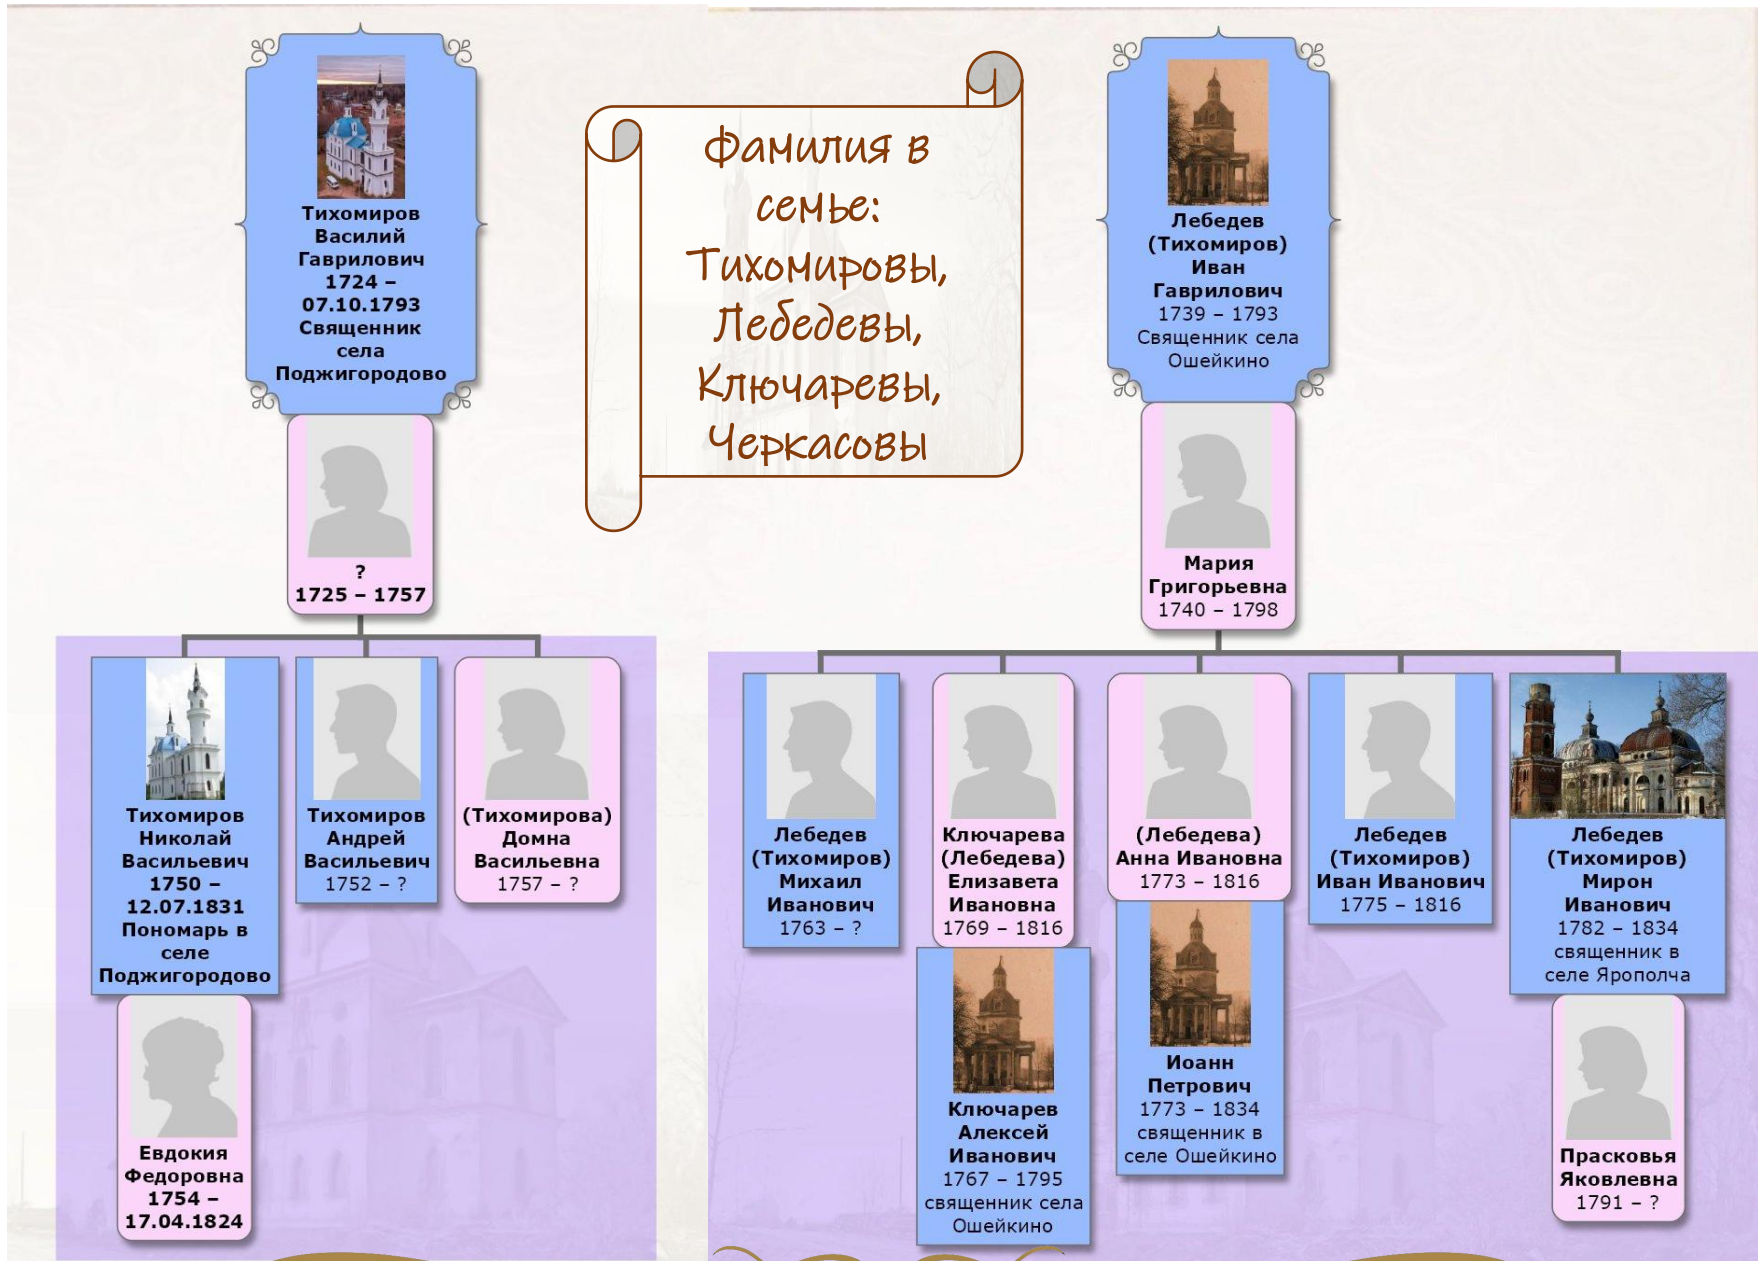 Фамилия в
семье:
Тихомировы,
Лебедевы,
Ключаревы,
Черкасовы
Тихомиров
Василий
Гаврилович
1724 –
07.10.1793
Священник
села
Поджигородово
?
1725 – 1757
Тихомиров
Николай
Васильевич
1750 –
12.07.1831
Пономарь в
селе
Поджигородово
Евдокия
Федоровна
1754 –
17.04.1824
Тихомиров
Андрей
Васильевич
1752 – ?
(Тихомирова)
Домна
Васильевна
1757 – ?
Лебедев
(Тихомиров)
Иван
Гаврилович
1739 – 1793
Священник села
Ошейкино
Мария
Григорьевна
1740 – 1798
Лебедев
(Тихомиров)
Михаил
Иванович
1763 – ?
Ключарева
(Лебедева)
Елизавета
Ивановна
1769 – 1816
Ключарев
Алексей
Иванович
1767 – 1795
священник села
Ошейкино
(Лебедева)
Анна Ивановна
1773 – 1816
Иоанн
Петрович
1773 – 1834
священник в
селе Ошейкино
Лебедев
(Тихомиров)
Иван Иванович
1775 – 1816
Лебедев
(Тихомиров)
Мирон
Иванович
1782 – 1834
священник в
селе Ярополча
Прасковья
Яковлевна
1791 – ?